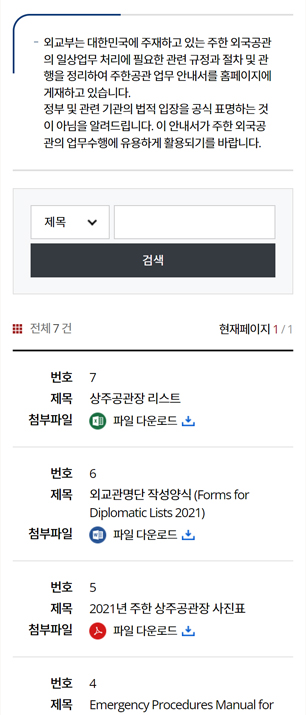 - 외교부는 대한민국에 주재하고 있는 주한 외국공관
의 일상업무 처리에 필요한 관련 규정과 절차 및 관
행을 정리하여 주한공관 업무 안내서를 홈페이지에
게재하고 있습니다.
정부 및 관련 기관의 법적 입장을 공식 표명하는 것
이 아님을 알려드립니다. 이 안내서가 주한 외국공
관의 업무수행에 유용하게 활용되기를 바랍니다.
제목
검색
전체 7 건 현재페이지 1 / 1
번호 7
제목 상주공관장 리스트
첨부파일 파일 다운로드
번호 6
제목 외교관명단 작성양식 (Forms for
Diplomatic Lists 2021)
첨부파일 파일 다운로드
번호 5
제목 2021년 주한 상주공관장 사진표
첨부파일 파일 다운로드
번호 4
제목 Emergency Procedures Manual for